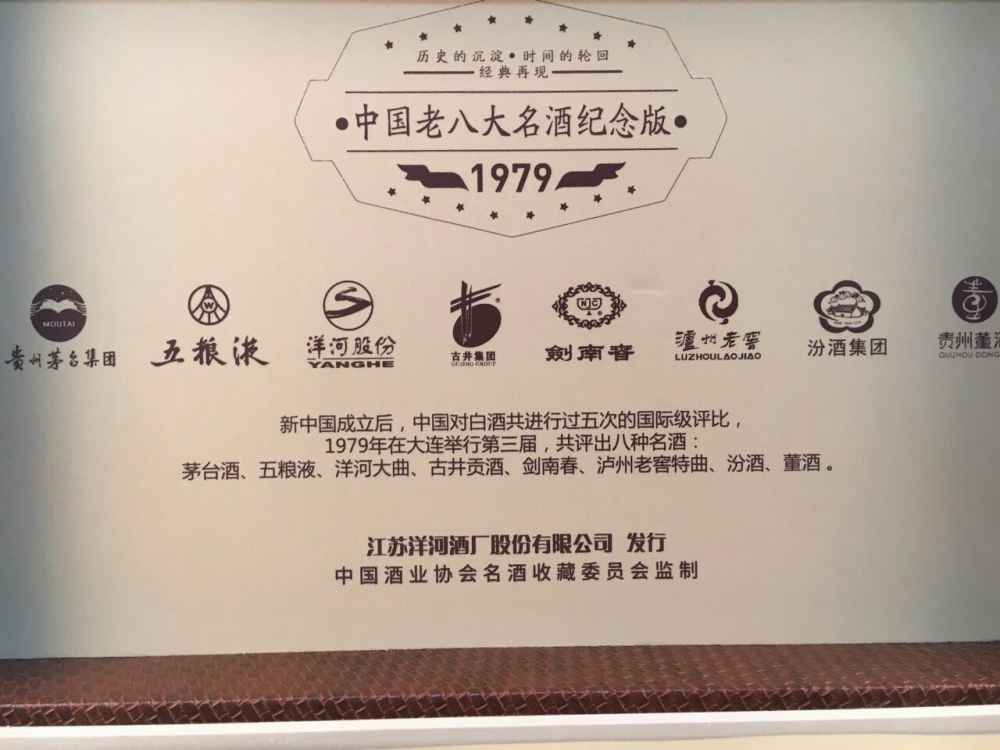 历史的沉淀•时间的轮回
经典再现
•中国老八大名酒纪念版•
1979
MOUTAI
贵州茅台集团
W
五粮液
洋河股份
YANGHE
古井集团
GUJING GROUP
劍南春
泸州老窖
LUZHOULAOJIAO
汾酒集团
贵州董酒
GUIZHOU DONG
新中国成立后，中国对白酒共进行过五次的国际级评比，
1979年在大连举行第三届，共评出八种名酒：
茅台酒、五粮液、洋河大曲、古井贡酒、剑南春、泸州老窖特曲、汾酒、董酒。
江苏洋河酒厂股份有限公司 发行
中国酒业协会名酒收藏委员会监制